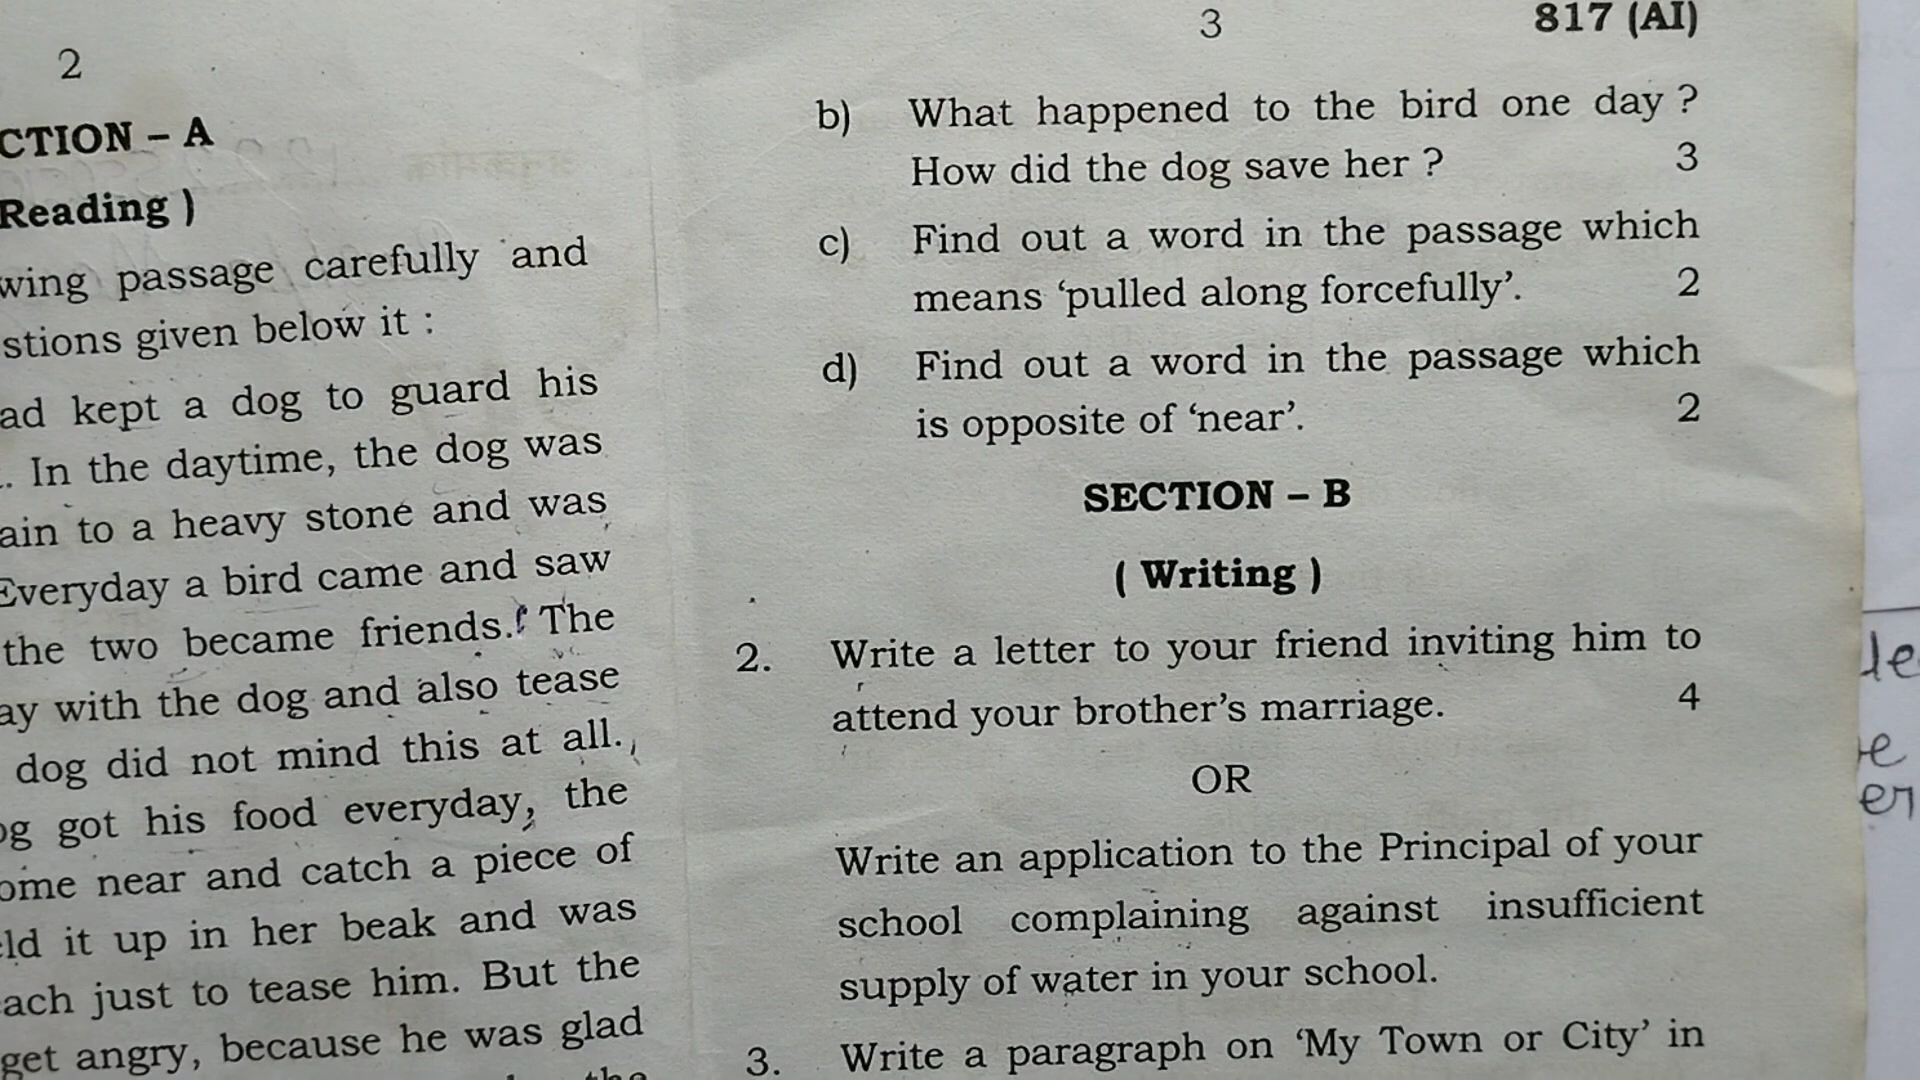 2
CTION – A
Reading )
wing passage carefully and
stions given below it :
ad kept a dog to guard his
. In the daytime, the dog was
ain to a heavy stone and was
Everyday a bird came and saw
the two became friends. The
ay with the dog and also tease
dog did not mind this at all.
og got his food everyday, the
ome near and catch a piece of
eld it up in her beak and was
each just to tease him. But the
get angry, because he was glad
the
3
817 (AI)
b) What happened to the bird one day ?
How did the dog save her ? 3
c) Find out a word in the passage which
means ‘pulled along forcefully’. 2
d) Find out a word in the passage which
is opposite of ‘near’. 2
SECTION – B
( Writing )
2. Write a letter to your friend inviting him to
attend your brother’s marriage. 4
OR
Write an application to the Principal of your
school complaining against insufficient
supply of water in your school.
3. Write a paragraph on ‘My Town or City’ in